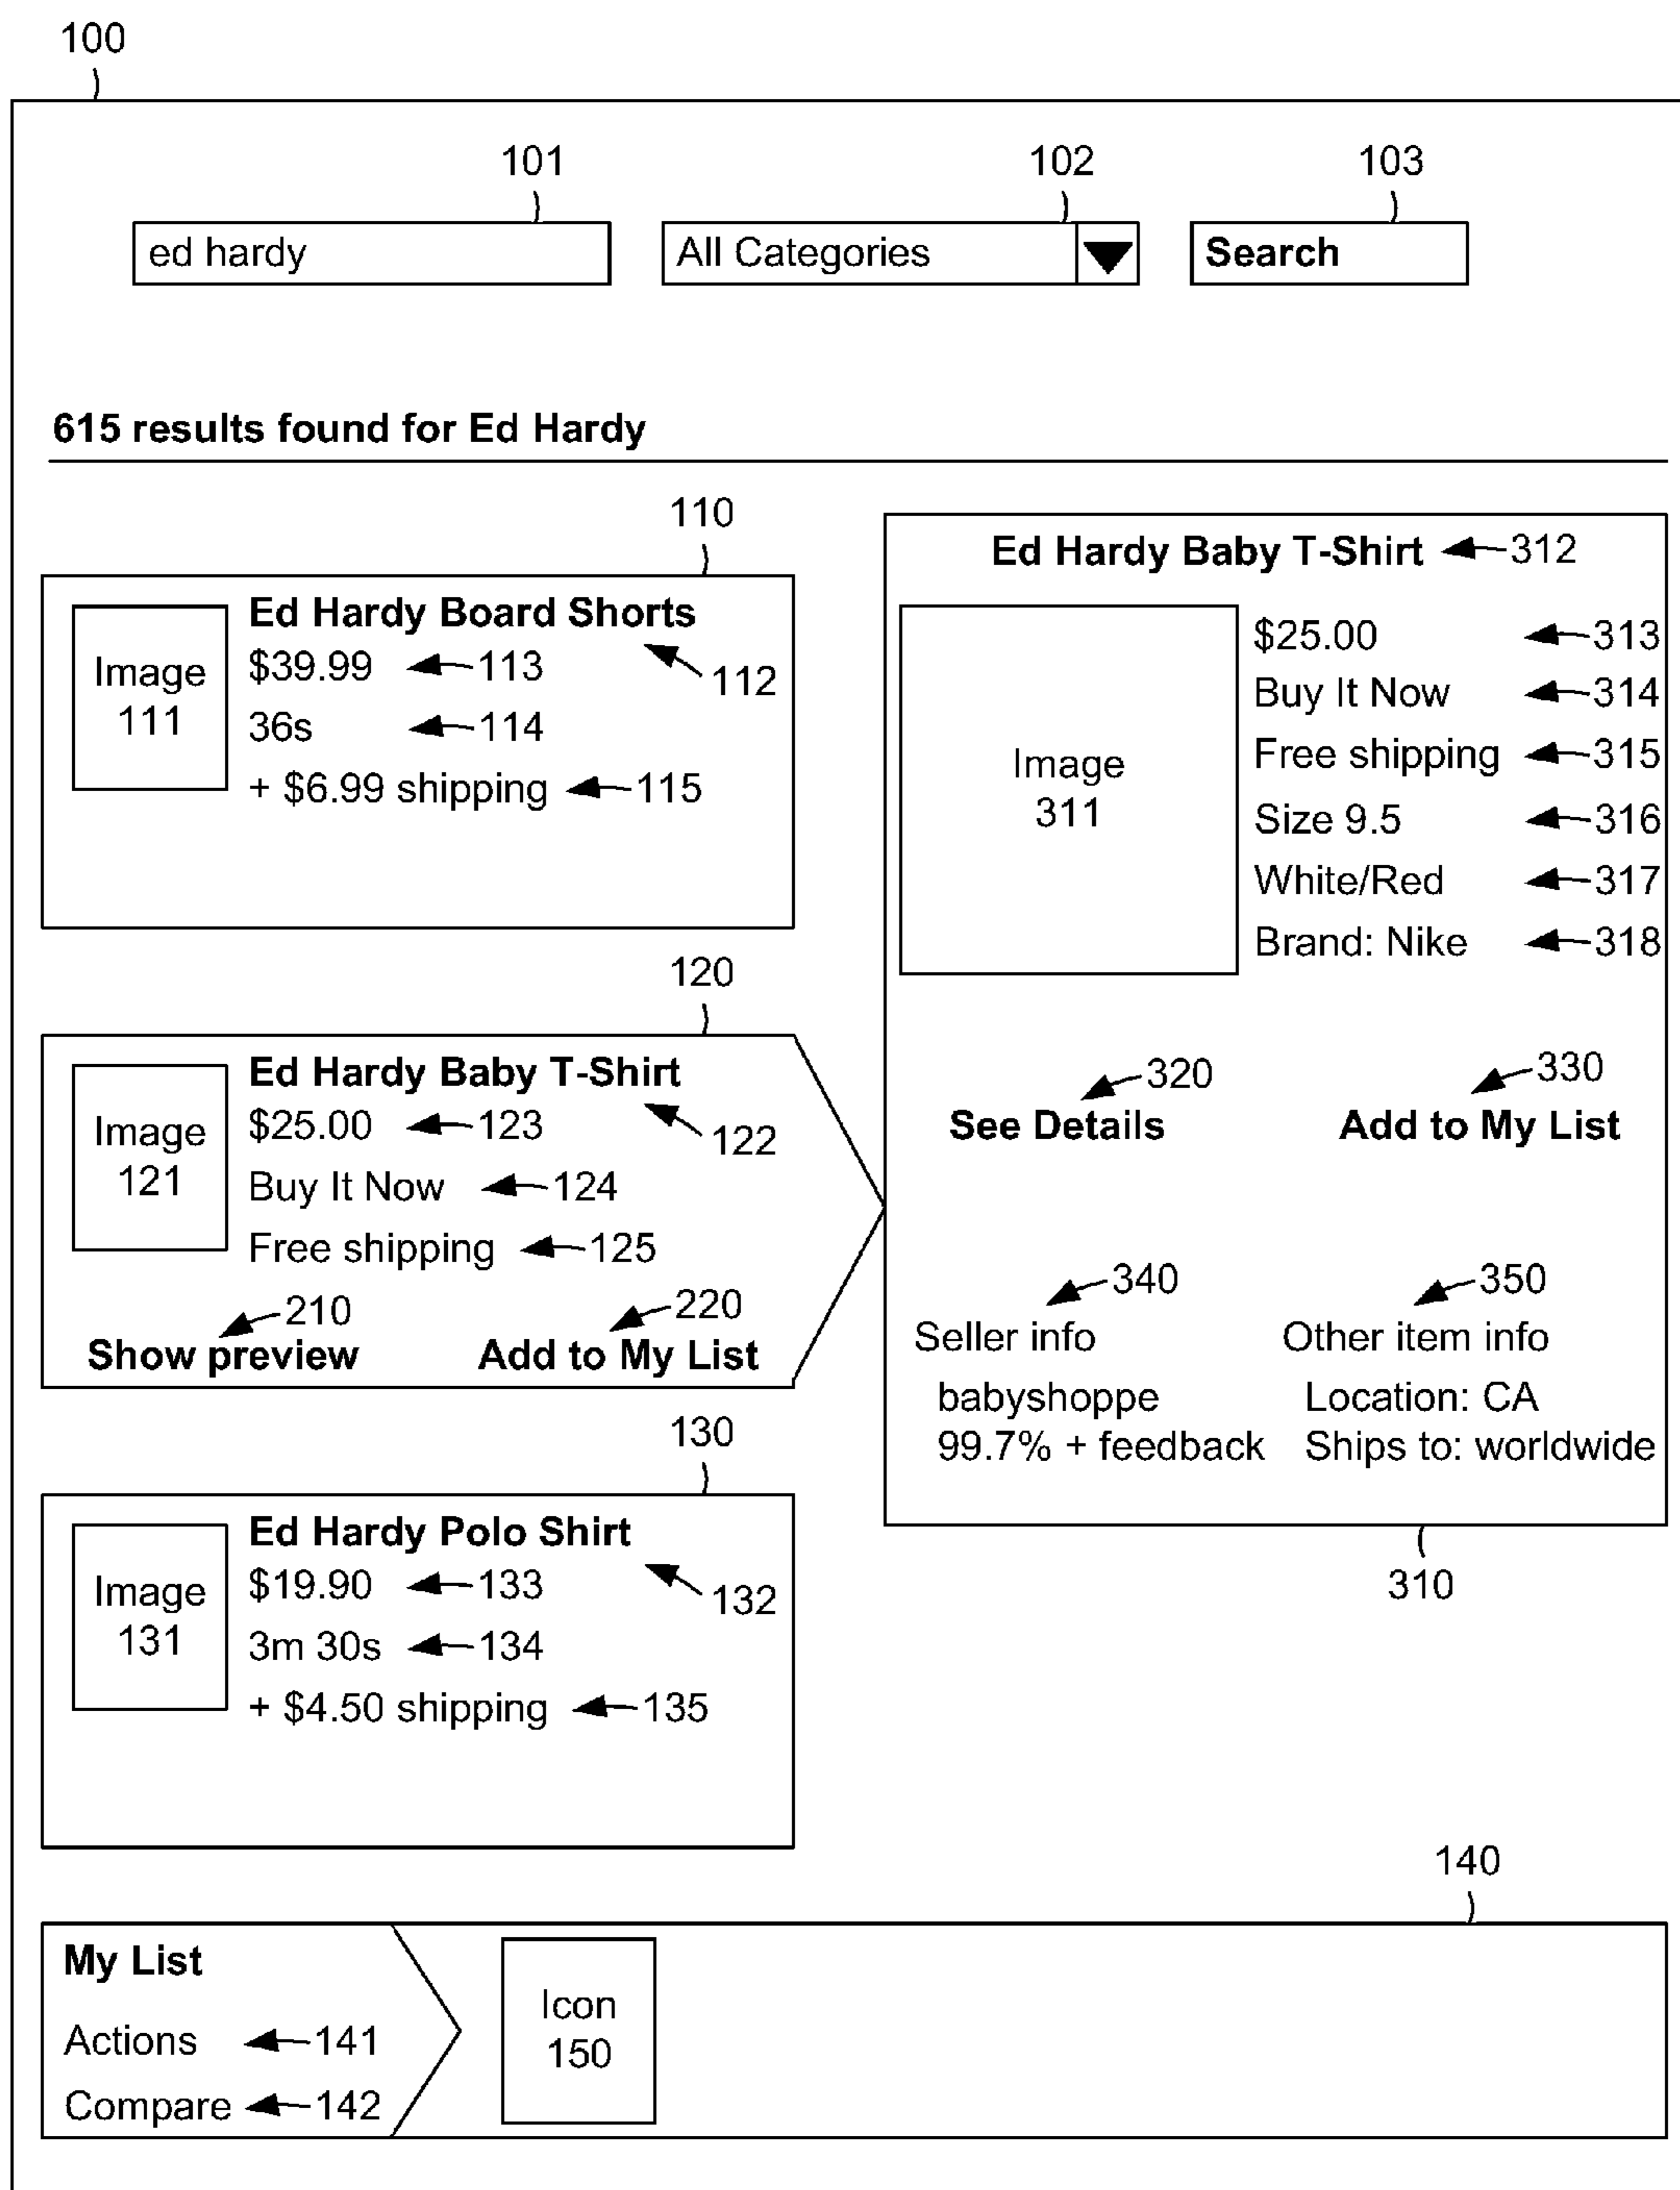 100
101
102
103
ed hardy
All Categories
Search
615 results found for Ed Hardy
110
Ed Hardy Board Shorts
112
Image
111
$39.99
113
36s
114
+ $6.99 shipping
115
120
Ed Hardy Baby T-Shirt
122
Image
121
$25.00
123
Buy It Now
124
Free shipping
125
210
220
Show preview
Add to My List
130
Ed Hardy Polo Shirt
132
Image
131
$19.90
133
3m 30s
134
+ $4.50 shipping
135
Ed Hardy Baby T-Shirt
312
Image
311
$25.00
313
Buy It Now
314
Free shipping
315
Size 9.5
316
White/Red
317
Brand: Nike
318
320
330
See Details
Add to My List
340
350
Seller info
Other item info
babyshoppe
Location: CA
99.7% + feedback
Ships to: worldwide
310
140
My List
Actions
141
Compare
142
Icon
150